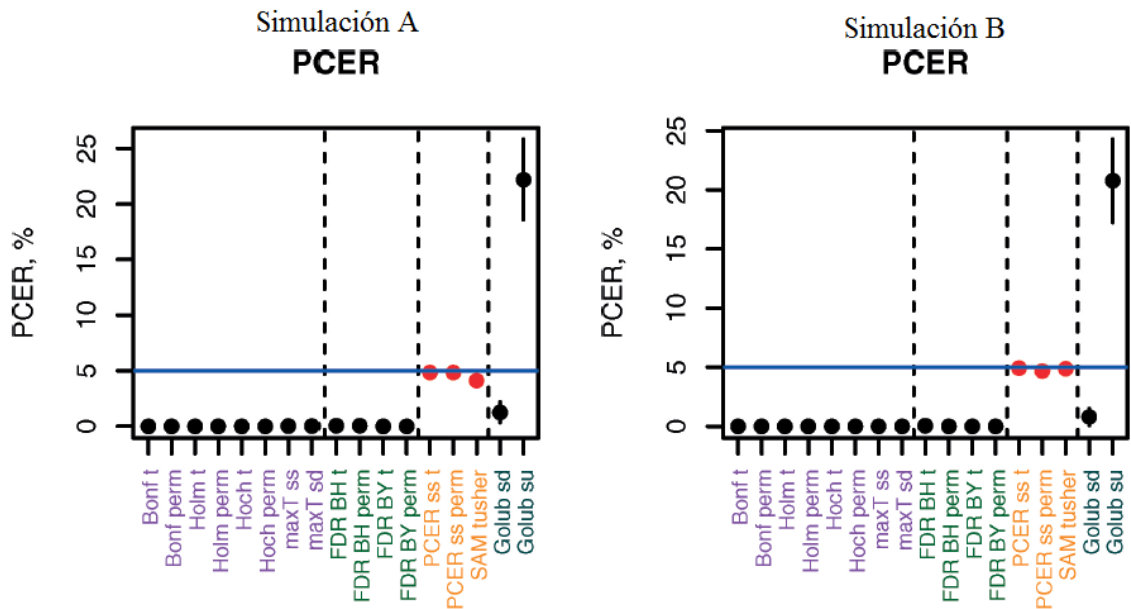 Simulación A
PCER
PCER, %
25
20
15
10
5
0
Bonf t
Bonf perm
Holm t
Holm perm
Hoch t
Hoch perm
maxT ss
maxT sd
FDR BH t
FDR BH perm
FDR BY t
FDR BY perm
PCER ss t
PCER ss perm
SAM tusher
Golub sd
Golub su
Simulación B
PCER
PCER, %
25
20
15
10
5
0
Bonf t
Bonf perm
Holm t
Holm perm
Hoch t
Hoch perm
maxT ss
maxT sd
FDR BH t
FDR BH perm
FDR BY t
FDR BY perm
PCER ss t
PCER ss perm
SAM tusher
Golub sd
Golub su